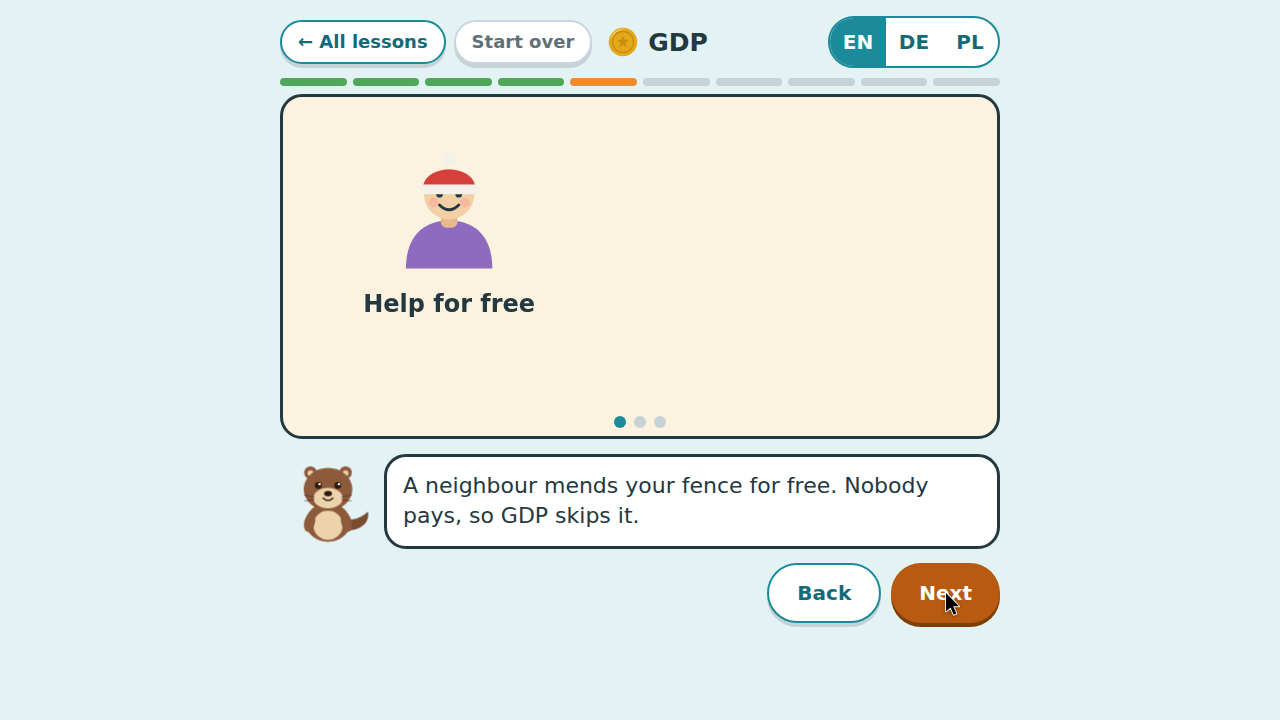 ← All lessons
Start over
GDP
EN
DE
PL
Help for free
A neighbour mends your fence for free. Nobody
pays, so GDP skips it.
Back
Next